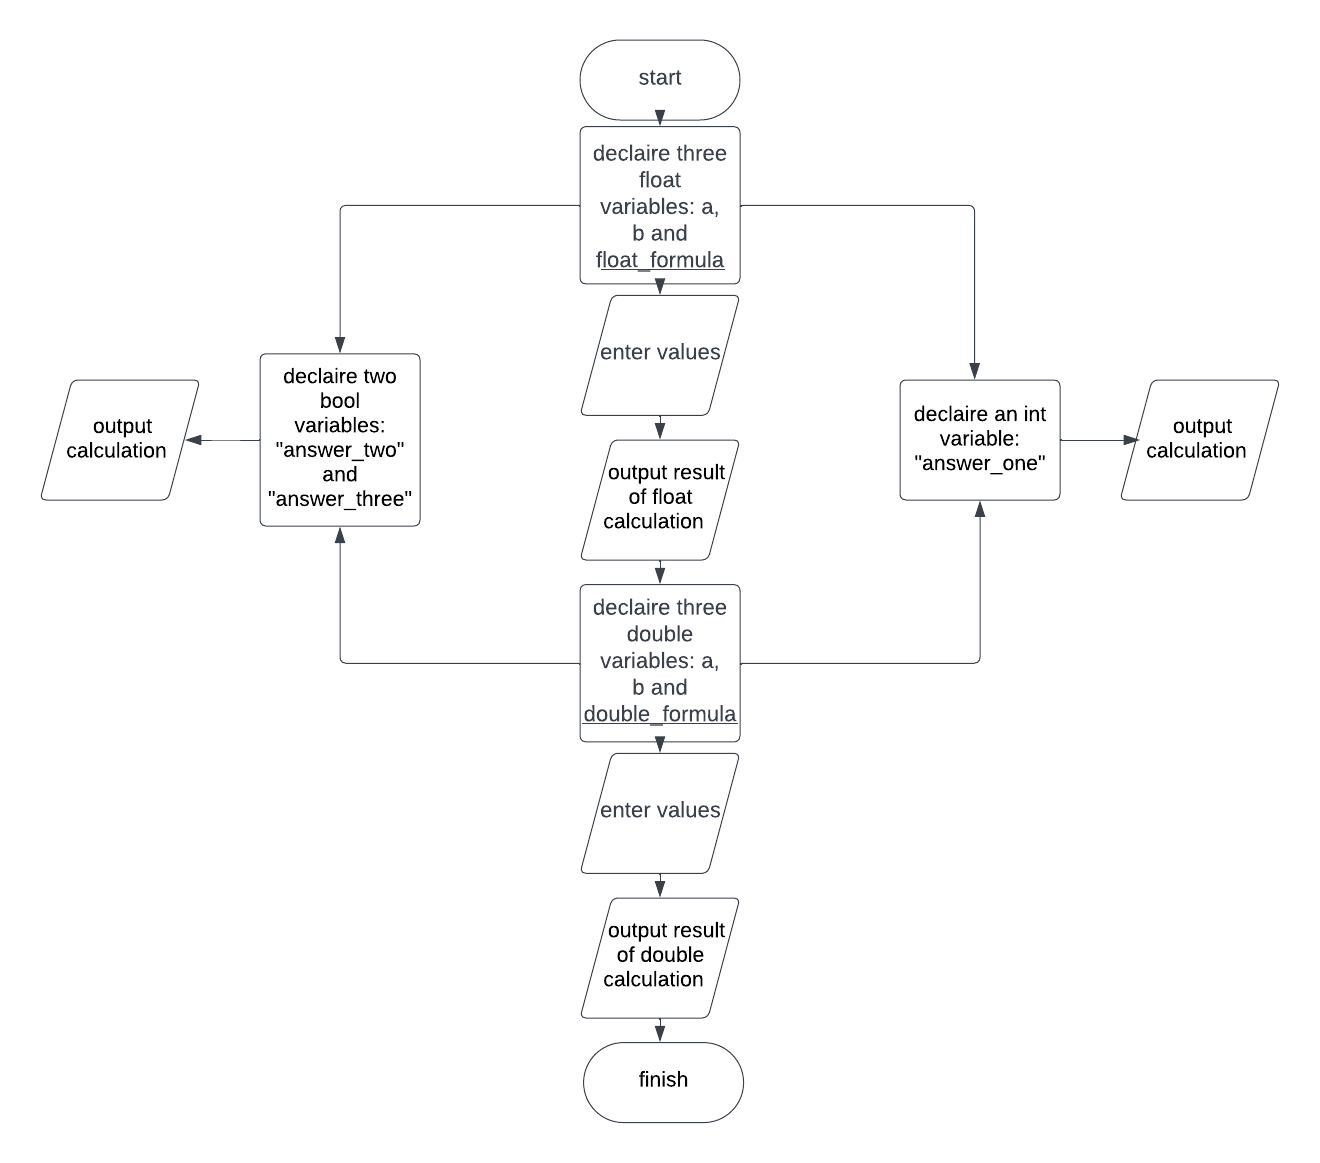 start
declaire three
float
variables: a,
b and
float_formula
enter values
output result
of float
calculation
declaire two
bool
variables:
"answer_two"
and
"answer_three"
output
calculation
declaire an int
variable:
"answer_one"
output
calculation
declaire three
double
variables: a,
b and
double_formula
enter values
output result
of double
calculation
finish